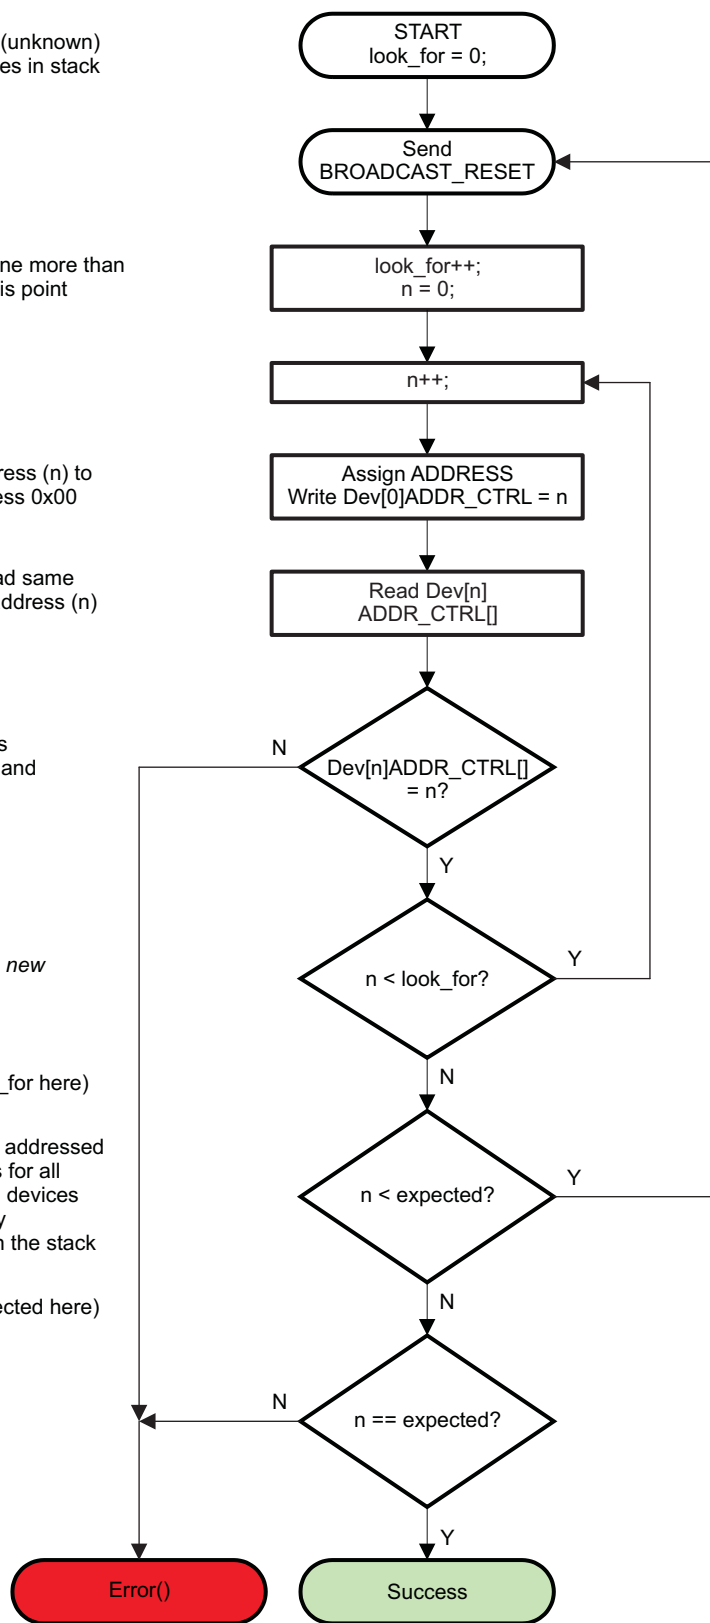 (unknown)
es in stack
START
look_for = 0;
Send
BROADCAST_RESET
ne more than
is point
look_for++;
n = 0;
n++;
ress (n) to
ess 0x00
Assign ADDRESS
Write Dev[0]ADDR_CTRL = n
ad same
address (n)
Read Dev[n]
ADDR_CTRL[]
s
and
N
Dev[n]ADDR_CTRL[]
= n?
Y
new
n < look_for?
Y
N
_for here)
addressed
s for all
devices
y
n the stack
n < expected?
Y
N
ected here)
N
n == expected?
Y
Error()
Success